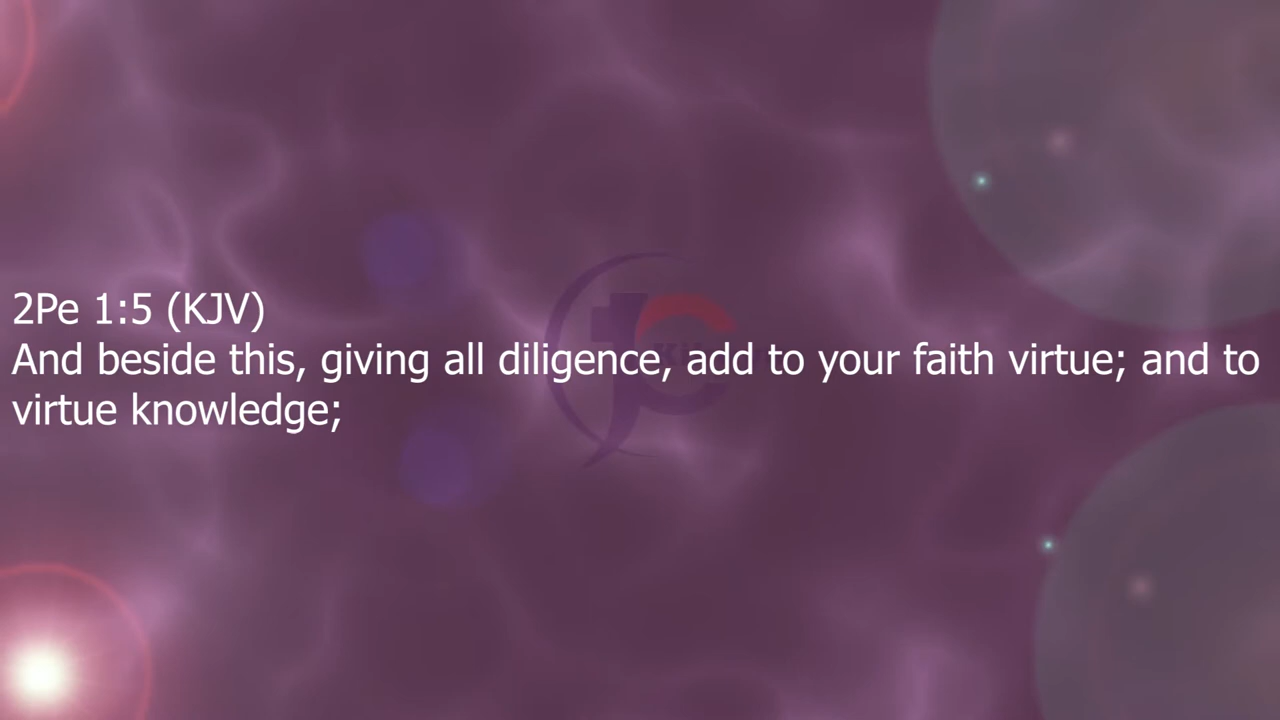 2Pe 1:5 (KJV)
And beside this, giving all diligence, add to your faith virtue; and to
virtue knowledge;